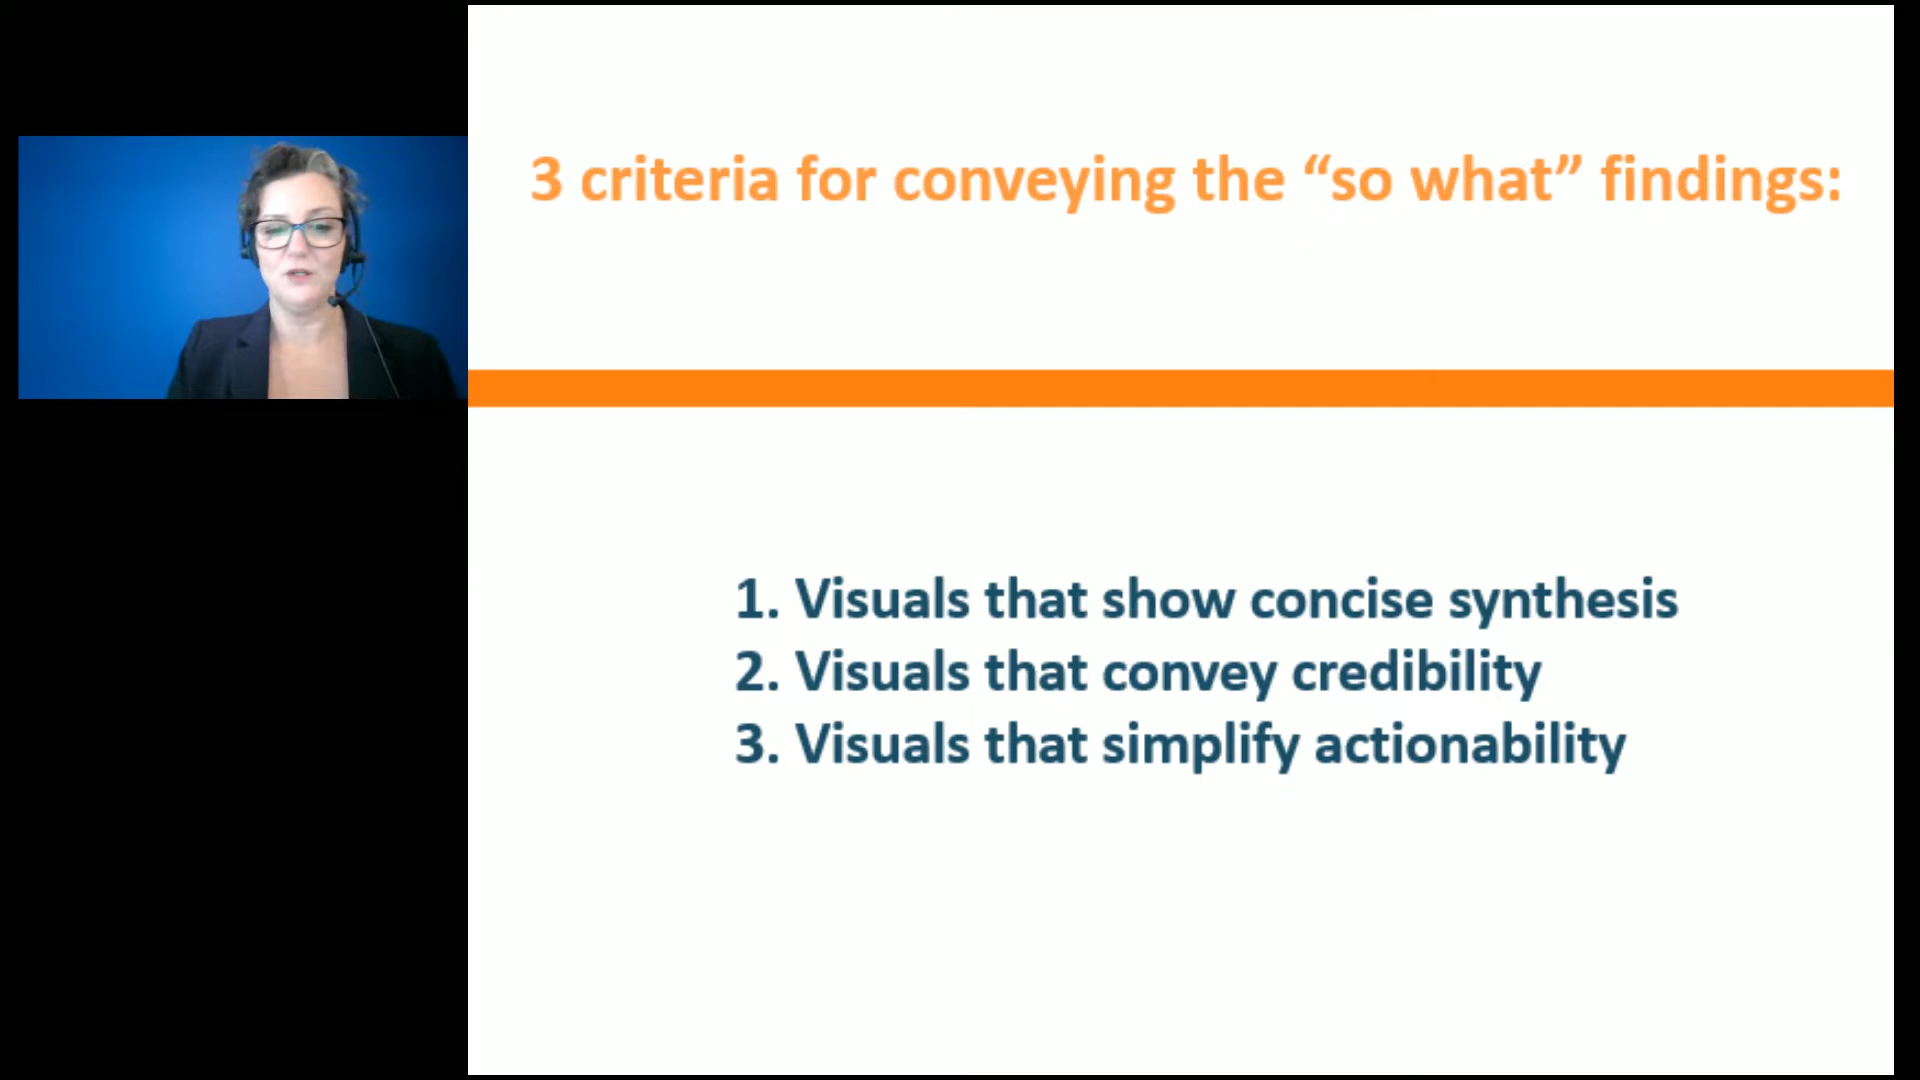 3 criteria for conveying the “so what” findings:
1. Visuals that show concise synthesis
2. Visuals that convey credibility
3. Visuals that simplify actionability